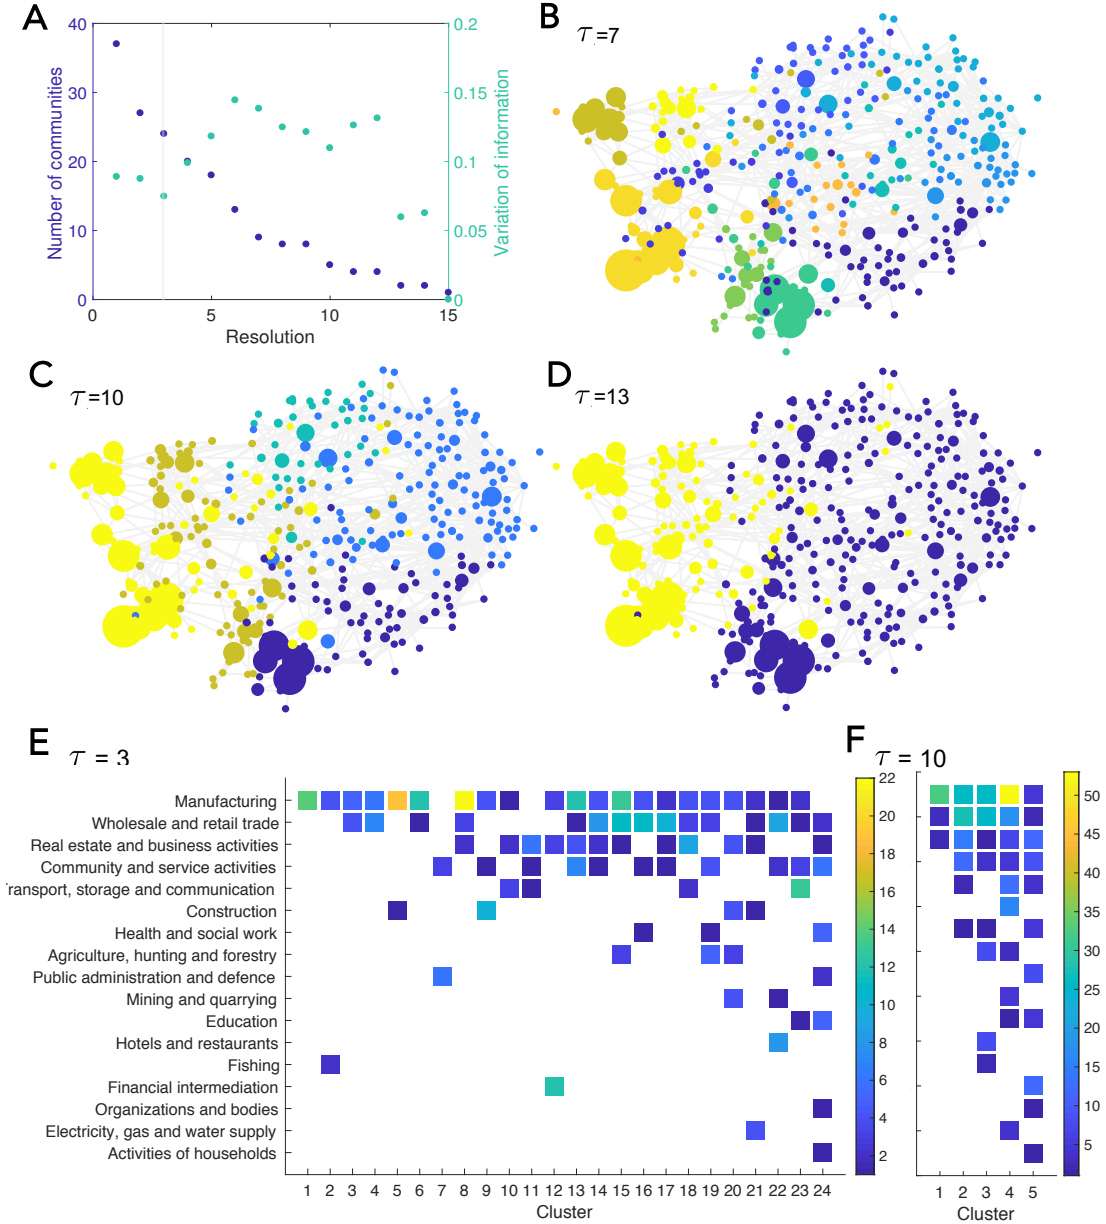 A
B
τ=7
40
30
20
10
0
Number of communities
0.2
0.15
0.1
0.05
0
Variation of information
0
5
10
15
Resolution
C
τ=10
D
τ=13
E
τ = 3
F
τ = 10
Manufacturing
Wholesale and retail trade
Real estate and business activities
Community and service activities
ransport, storage and communication
Construction
Health and social work
Agriculture, hunting and forestry
Public administration and defence
Mining and quarrying
Education
Hotels and restaurants
Fishing
Financial intermediation
Organizations and bodies
Electricity, gas and water supply
Activities of households
1 2 3 4 5 6 7 8 9 10 11 12 13 14 15 16 17 18 19 20 21 22 23 24
Cluster
22
20
18
16
14
12
10
8
6
4
2
1 2 3 4 5
Cluster
50
45
40
35
30
25
20
15
10
5